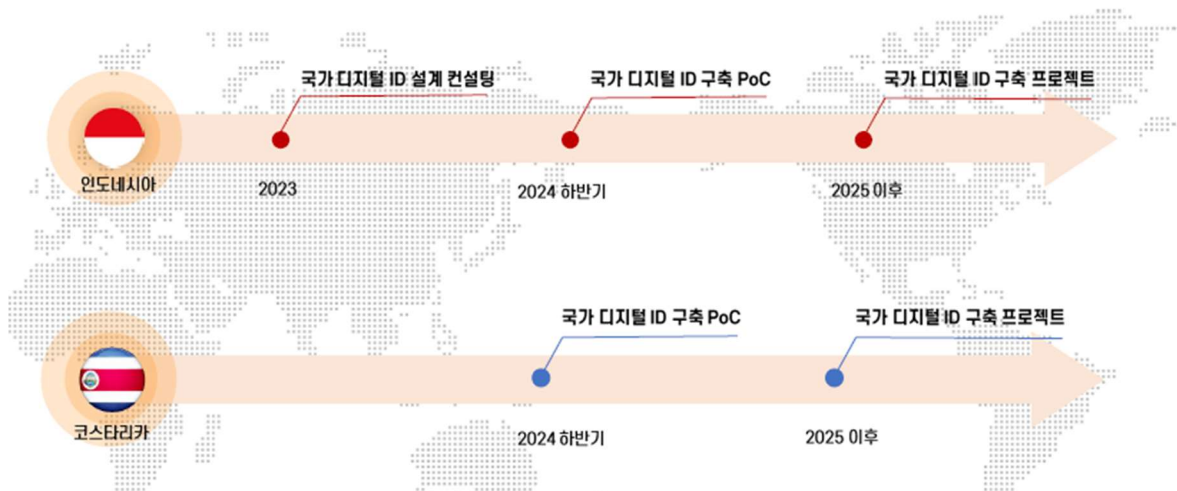 국가 디지털 ID 설계 컨설팅
국가 디지털 ID 구축 PoC
국가 디지털 ID 구축 프로젝트
인도네시아
2023
2024 하반기
2025 이후
국가 디지털 ID 구축 PoC
국가 디지털 ID 구축 프로젝트
코스타리카
2024 하반기
2025 이후